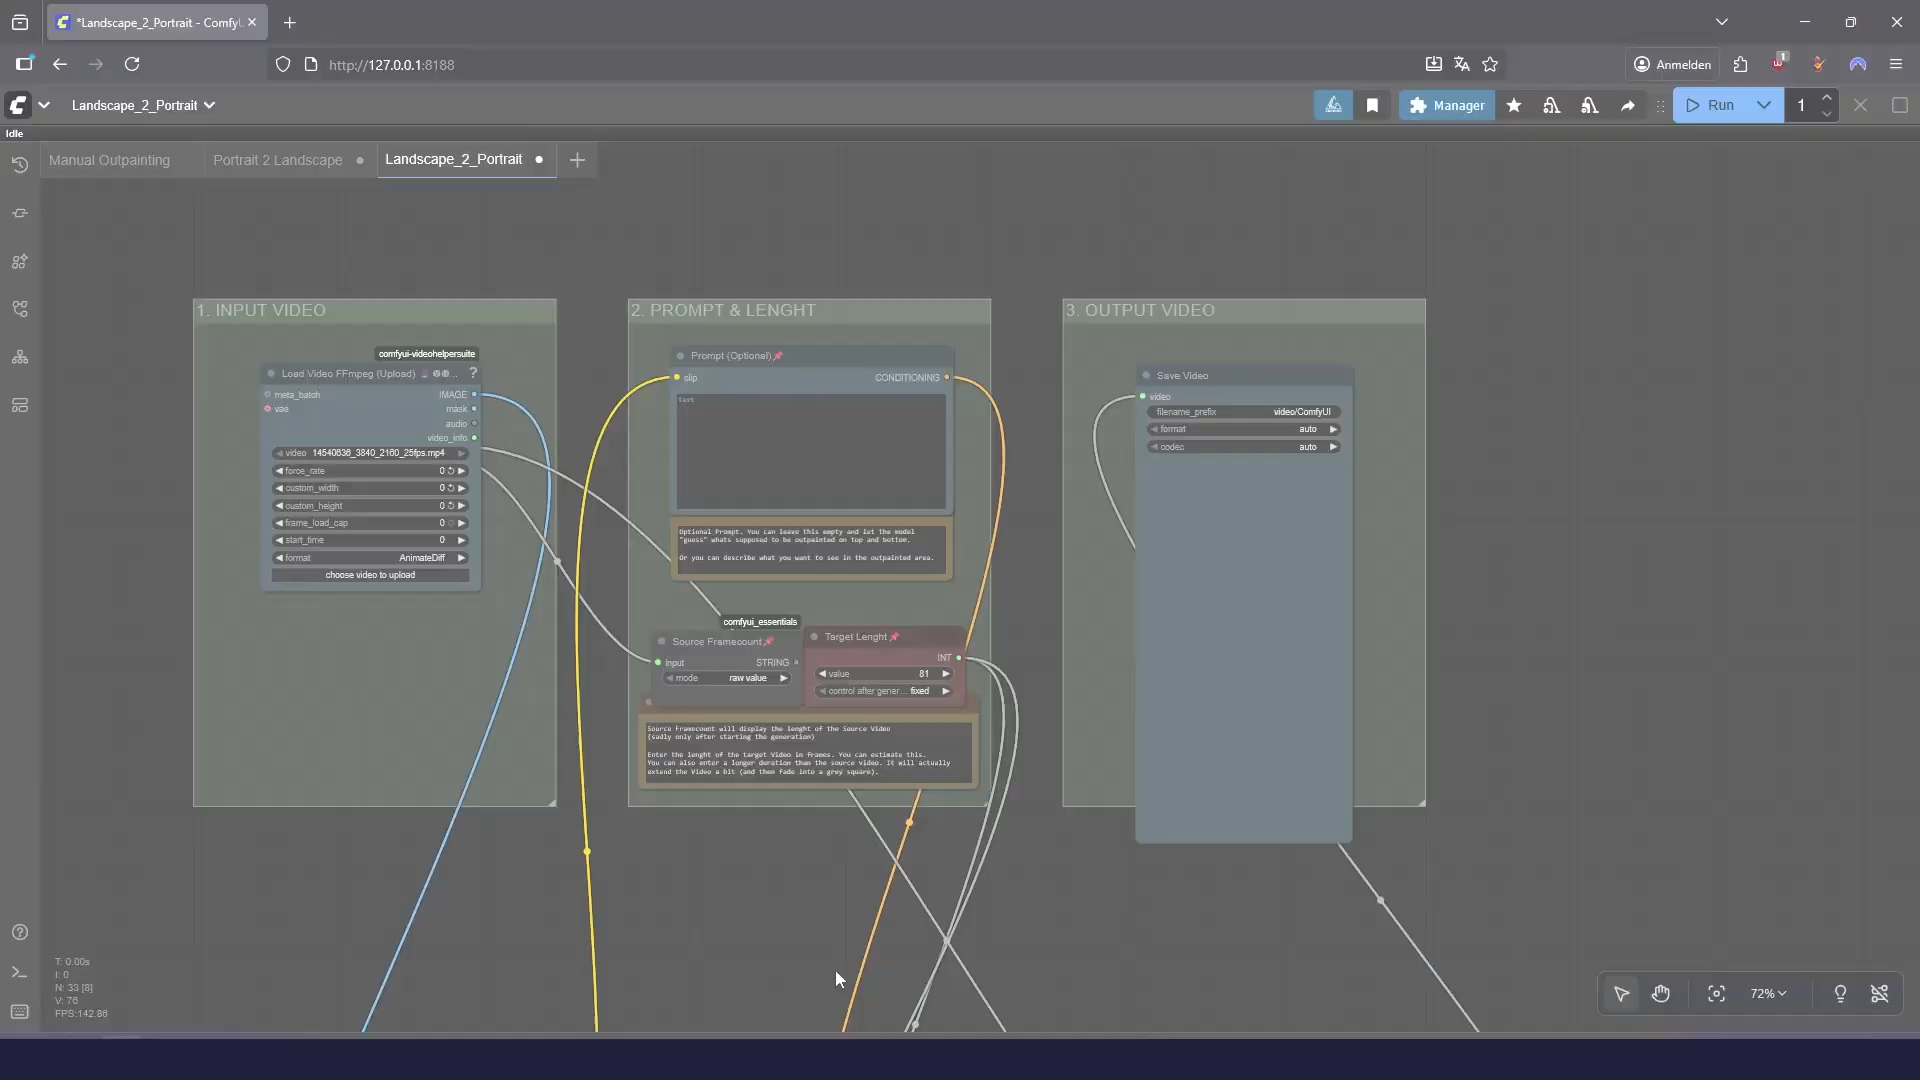 *Landscape_2_Portrait - ComfyU
http://127.0.0.1:8188
Anmelden
1
Landscape_2_Portrait
Manager
Run
1
Idle
Manual Outpainting
Portrait 2 Landscape
Landscape_2_Portrait
1. INPUT VIDEO
comfyui-videohelpersuite
Load Video FFmpeg (Upload)
?
meta_batch
IMAGE
vae
mask
audio
video_info
video 14540636_3840_2160_25fps.mp4
force_rate 0
custom_width 0
custom_height 0
frame_load_cap 0
start_time 0
format AnimateDiff
choose video to upload
2. PROMPT & LENGHT
Prompt (Optional)
clip
CONDITIONING
text
Optional Prompt. You can leave this empty and let the model
"guess" whats supposed to be outpainted on top and bottom.
Or you can describe what you want to see in the outpainted area.
comfyui_essentials
Source Framecount
input
STRING
mode raw value
Target Lenght
INT
value 81
control after gener... fixed
Source Framecount will display the lenght of the Source Video
(sadly only after starting the generation)
Enter the lenght of the target Video in frames. You can estimate this.
You can also enter a longer duration than the source video. It will actually
extend the Video a bit (and then fade into a grey square).
3. OUTPUT VIDEO
Save Video
video
filename_prefix video/ComfyUI
format auto
codec auto
T: 0.00s
I: 0
N: 33 [8]
V: 76
FPS:142.86
72%